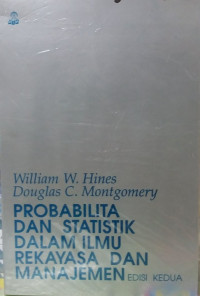 William W. Hines
Douglas C. Montgomery
PROBABILITA
DAN STATISTIK
DALAM ILMU
REKAYASA DAN
MANAJEMEN EDISI KEDUA